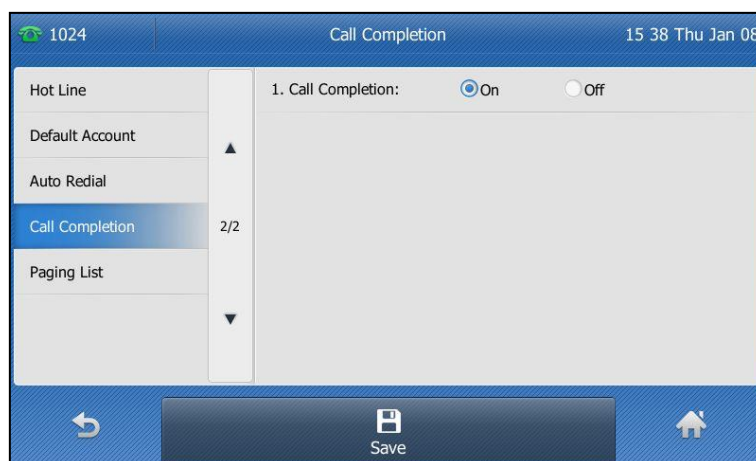 1024 Call Completion 15 38 Thu Jan 08
Hot Line
1. Call Completion: On Off
Default Account
Auto Redial
Call Completion
2/2
Paging List
Save